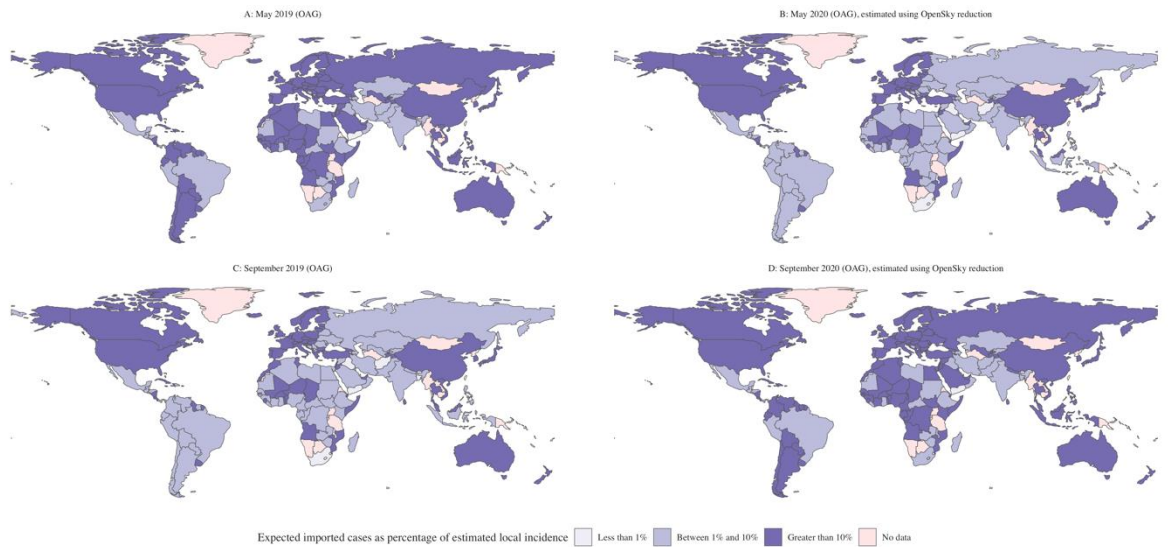 A: May 2019 (OAG)
B: May 2020 (OAG), estimated using OpenSky reduction
C: September 2019 (OAG)
D: September 2020 (OAG), estimated using OpenSky reduction
Expected imported cases as percentage of estimated local incidence Less than 1% Between 1% and 10% Greater than 10% No data